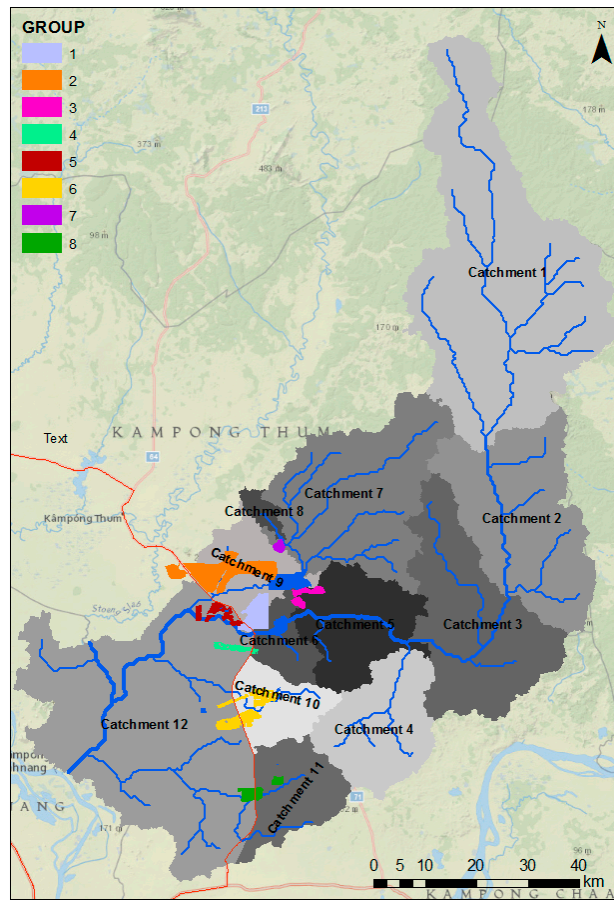 GROUP
1
2
3
4
5
6
7
8
N
213
178 m
373 m
483 m
98 m
Catchment 1
170 m
Text
KAMPONG THUM
64
Catchment 7
Catchment 8
Kâmpóng Thum
Catchment 2
Catchment 9
Stoung
Catchment 6
Catchment 5
Catchment 3
Catchment 10
Catchment 12
Catchment 4
Catchment 11
71
171 m
96 m
0 5 10 20 30 40
km
KAMPONG CHAA